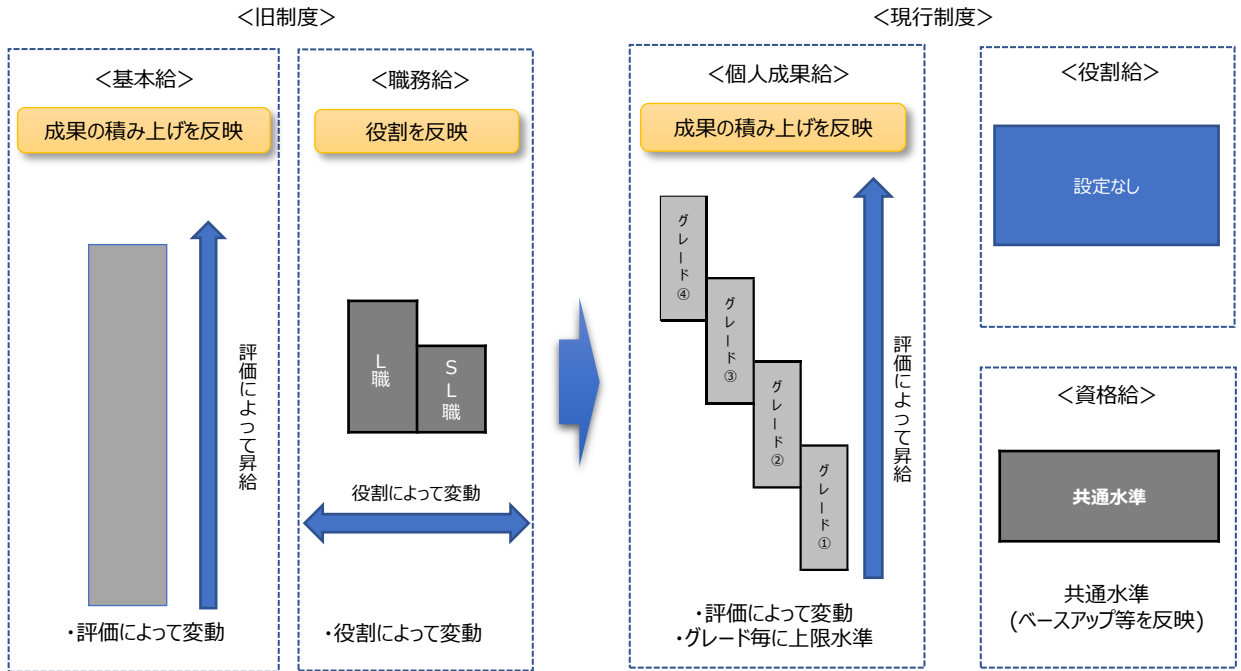 ＜旧制度＞
＜基本給＞
成果の積み上げを反映
評価によって昇給
・評価によって変動
＜職務給＞
役割を反映
L職
SL職
役割によって変動
・役割によって変動
＜現行制度＞
＜個人成果給＞
成果の積み上げを反映
グレード④
グレード③
グレード②
グレード①
評価によって昇給
・評価によって変動
・グレード毎に上限水準
＜役割給＞
設定なし
＜資格給＞
共通水準
共通水準
(ベースアップ等を反映)